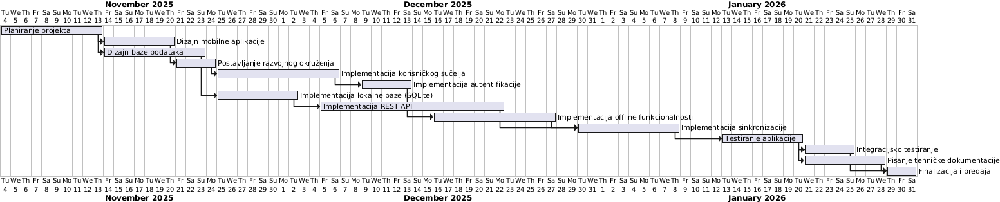 November 2025 December 2025 January 2026
Tu We Th Fr Sa Su Mo Tu We Th Fr Sa Su Mo Tu We Th Fr Sa Su Mo Tu We Th Fr Sa Su Mo Tu We Th Fr Sa Su Mo Tu We Th Fr Sa Su Mo Tu We Th Fr Sa Su Mo Tu We Th Fr Sa Su Mo Tu We Th Fr Sa Su Mo Tu We Th Fr Sa Su Mo Tu We Th Fr Sa Su Mo Tu We Th Fr Sa Su Mo Tu We Th Fr Sa
4 5 6 7 8 9 10 11 12 13 14 15 16 17 18 19 20 21 22 23 24 25 26 27 28 29 30 1 2 3 4 5 6 7 8 9 10 11 12 13 14 15 16 17 18 19 20 21 22 23 24 25 26 27 28 29 30 31 1 2 3 4 5 6 7 8 9 10 11 12 13 14 15 16 17 18 19 20 21 22 23 24 25 26 27 28 29 30 31
Planiranje projekta
Dizajn mobilne aplikacije
Dizajn baze podataka
Postavljanje razvojnog okruženja
Implementacija korisničkog sučelja
Implementacija autentifikacije
Implementacija lokalne baze (SQLite)
Implementacija REST API
Implementacija offline funkcionalnosti
Implementacija sinkronizacije
Testiranje aplikacije
Integracijsko testiranje
Pisanje tehničke dokumentacije
Finalizacija i predaja
Tu We Th Fr Sa Su Mo Tu We Th Fr Sa Su Mo Tu We Th Fr Sa Su Mo Tu We Th Fr Sa Su Mo Tu We Th Fr Sa Su Mo Tu We Th Fr Sa Su Mo Tu We Th Fr Sa Su Mo Tu We Th Fr Sa Su Mo Tu We Th Fr Sa Su Mo Tu We Th Fr Sa Su Mo Tu We Th Fr Sa Su Mo Tu We Th Fr Sa Su Mo Tu We Th Fr Sa
4 5 6 7 8 9 10 11 12 13 14 15 16 17 18 19 20 21 22 23 24 25 26 27 28 29 30 1 2 3 4 5 6 7 8 9 10 11 12 13 14 15 16 17 18 19 20 21 22 23 24 25 26 27 28 29 30 31 1 2 3 4 5 6 7 8 9 10 11 12 13 14 15 16 17 18 19 20 21 22 23 24 25 26 27 28 29 30 31
November 2025 December 2025 January 2026